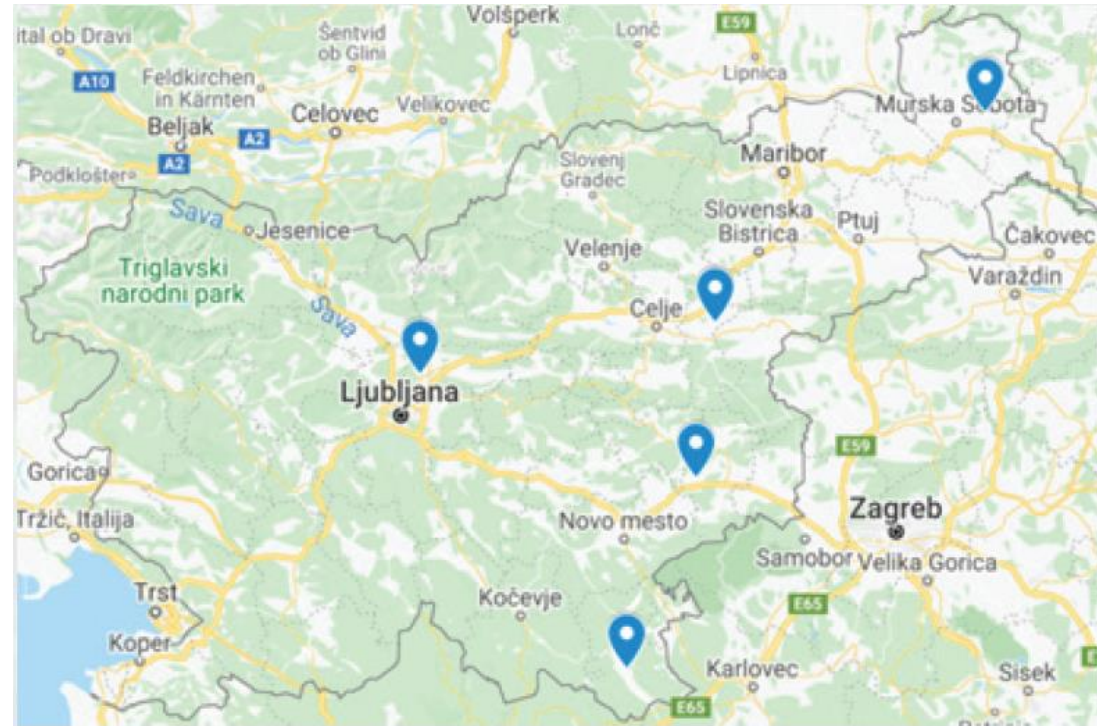 Volšperk
E59
Lonč
ital ob Dravi
Šentvid
ob Glini
A10
Feldkirchen
in Kärnten
Lipnica
Celovec
Velikovec
Murska Sobota
Beljak
A2
A2
Maribor
Podklošter
Slovenj
Gradec
Sava
Jesenice
Slovenska
Bistrica
Ptuj
Čakovec
Velenje
Triglavski
narodni park
Varaždin
Sava
Celje
Ljubljana
E59
Gorica
Zagreb
Tržič, Italija
Novo mesto
Samobor
Velika Gorica
Trst
Kočevje
E65
Koper
Karlovec
Sisek
E65